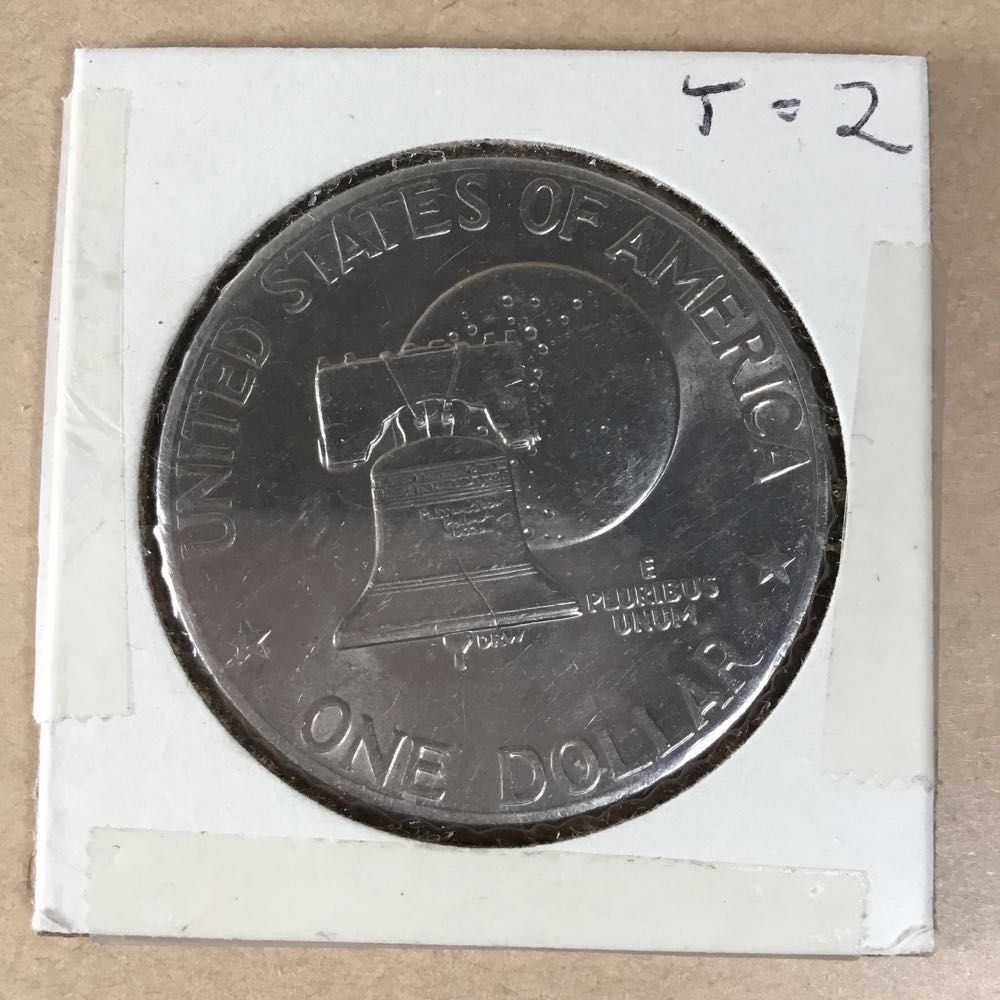 T = 2
UNITED STATES OF AMERICA
E
PLURIBUS
UNUM
DRW
ONE DOLLAR